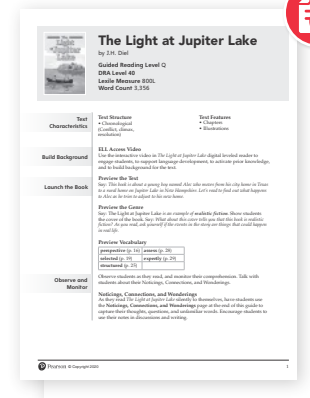 The Light at Jupiter Lake
by J.H. Diel
Guided Reading Level Q
DRA Level 40
Lexile Measure 800L
Word Count 3,356
The Light at Jupiter Lake
Text Characteristics
Text Structure
• Chronological
(Conflict, climax,
resolution)
Text Features
• Chapters
• Illustrations
Build Background
ELL Access Video
Use the interactive video in The Light at Jupiter Lake digital leveled reader to
engage students, to support language development, to activate prior knowledge,
and to build background for the text.
Launch the Book
Preview the Text
Say: This book is about a young boy named Alec who moves from his city home in Texas
to a rural home on Jupiter Lake in New Hampshire. Let's read to find out what happens
to Alec as he tries to adjust to his new home.
Preview the Genre
Say: The Light at Jupiter Lake is an example of realistic fiction. Show students
the cover of the book. Say: What about this cover tells you that this book is realistic
fiction? As you read, ask yourself if the events in the story are things that could happen
in real life.
Preview Vocabulary
perspective (p. 16) assess (p. 28)
selected (p. 19) expertly (p. 29)
structured (p. 25)
Observe and Monitor
Observe students as they read, and monitor their comprehension. Talk with
students about their Noticings, Connections, and Wonderings.
Noticings, Connections, and Wonderings
As they read The Light at Jupiter Lake silently to themselves, have students use
the Noticings, Connections, and Wonderings page at the end of this guide to
capture their thoughts, questions, and unfamiliar words. Encourage students to
use their notes in discussions and writing.
Pearson © Copyright 2020
1